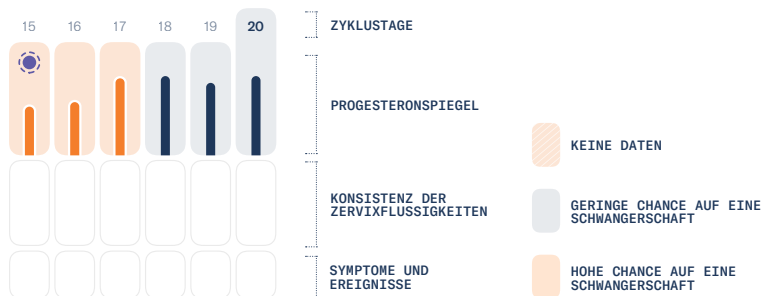 15 16 17 18 19 20
ZYKLUSTAGE
PROGESTERONSPIEGEL
KONSISTENZ DER
ZERVIXFLUSSIGKEITEN
SYMPTOME UND
EREIGNISSE
KEINE DATEN
GERINGE CHANCE AUF EINE
SCHWANGERSCHAFT
HOHE CHANCE AUF EINE
SCHWANGERSCHAFT